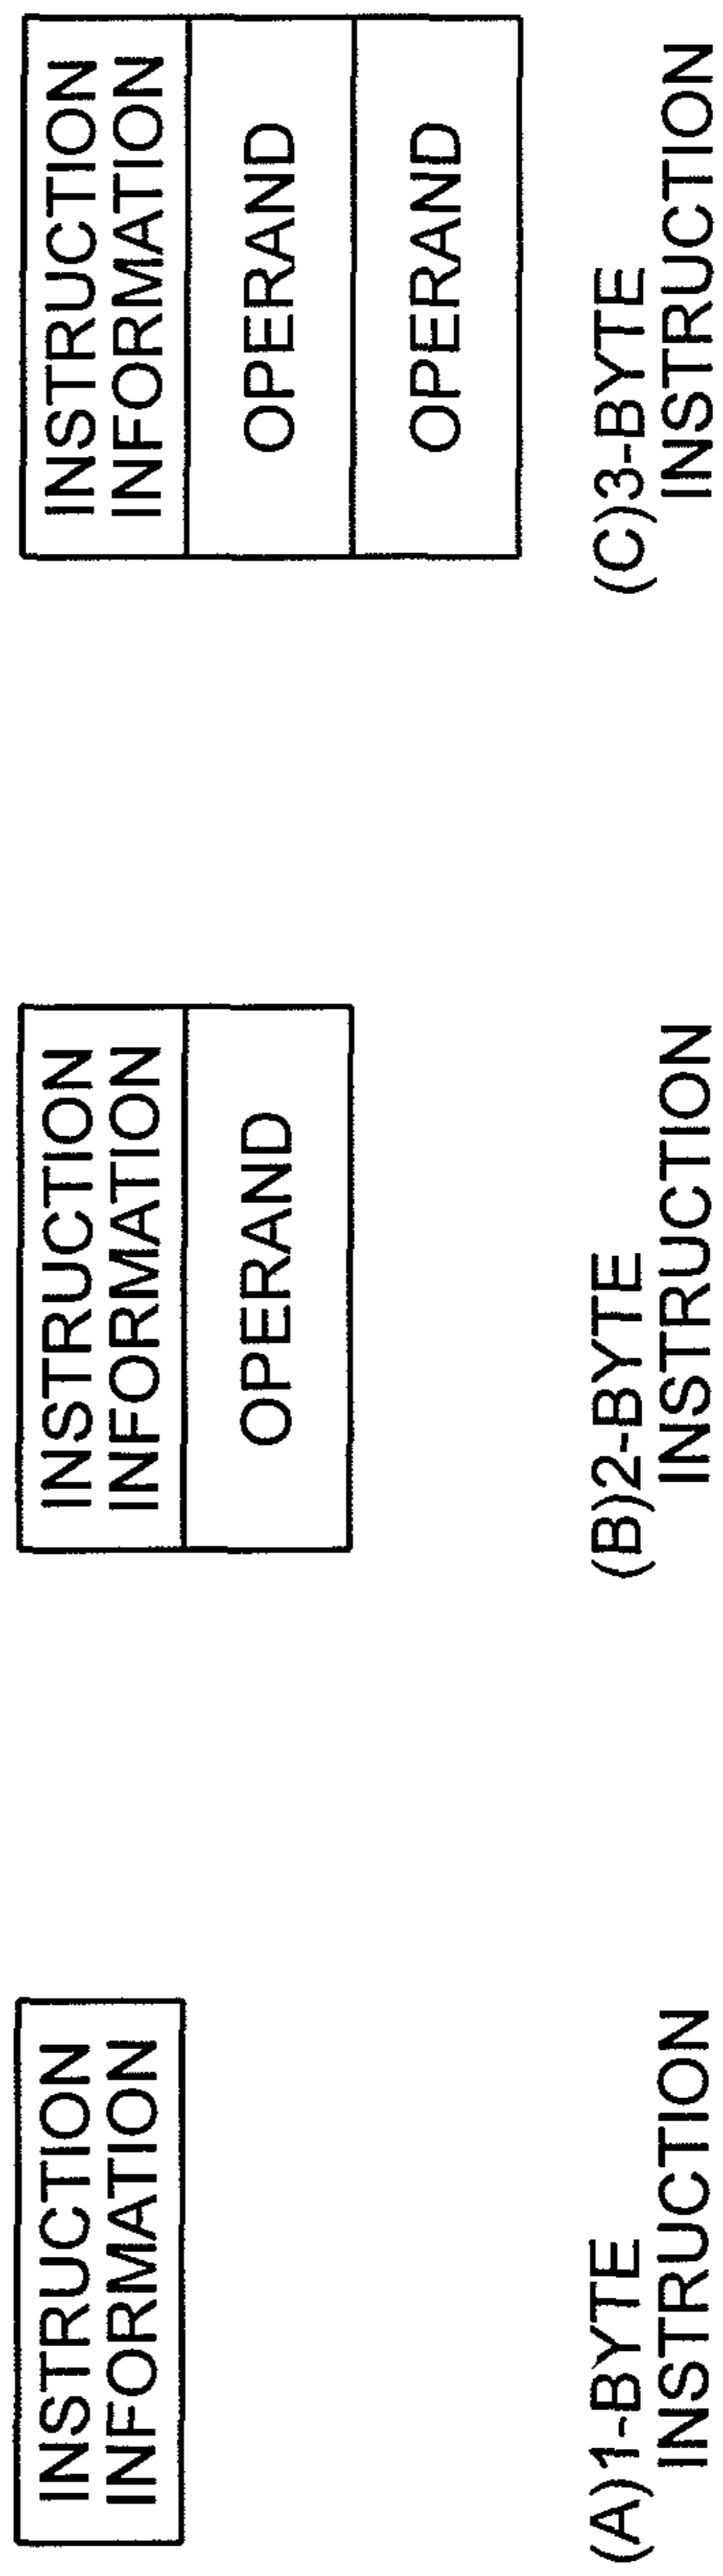 INSTRUCTION
INFORMATION
(A)1-BYTE
INSTRUCTION
INSTRUCTION
INFORMATION
OPERAND
(B)2-BYTE
INSTRUCTION
INSTRUCTION
INFORMATION
OPERAND
OPERAND
(C)3-BYTE
INSTRUCTION